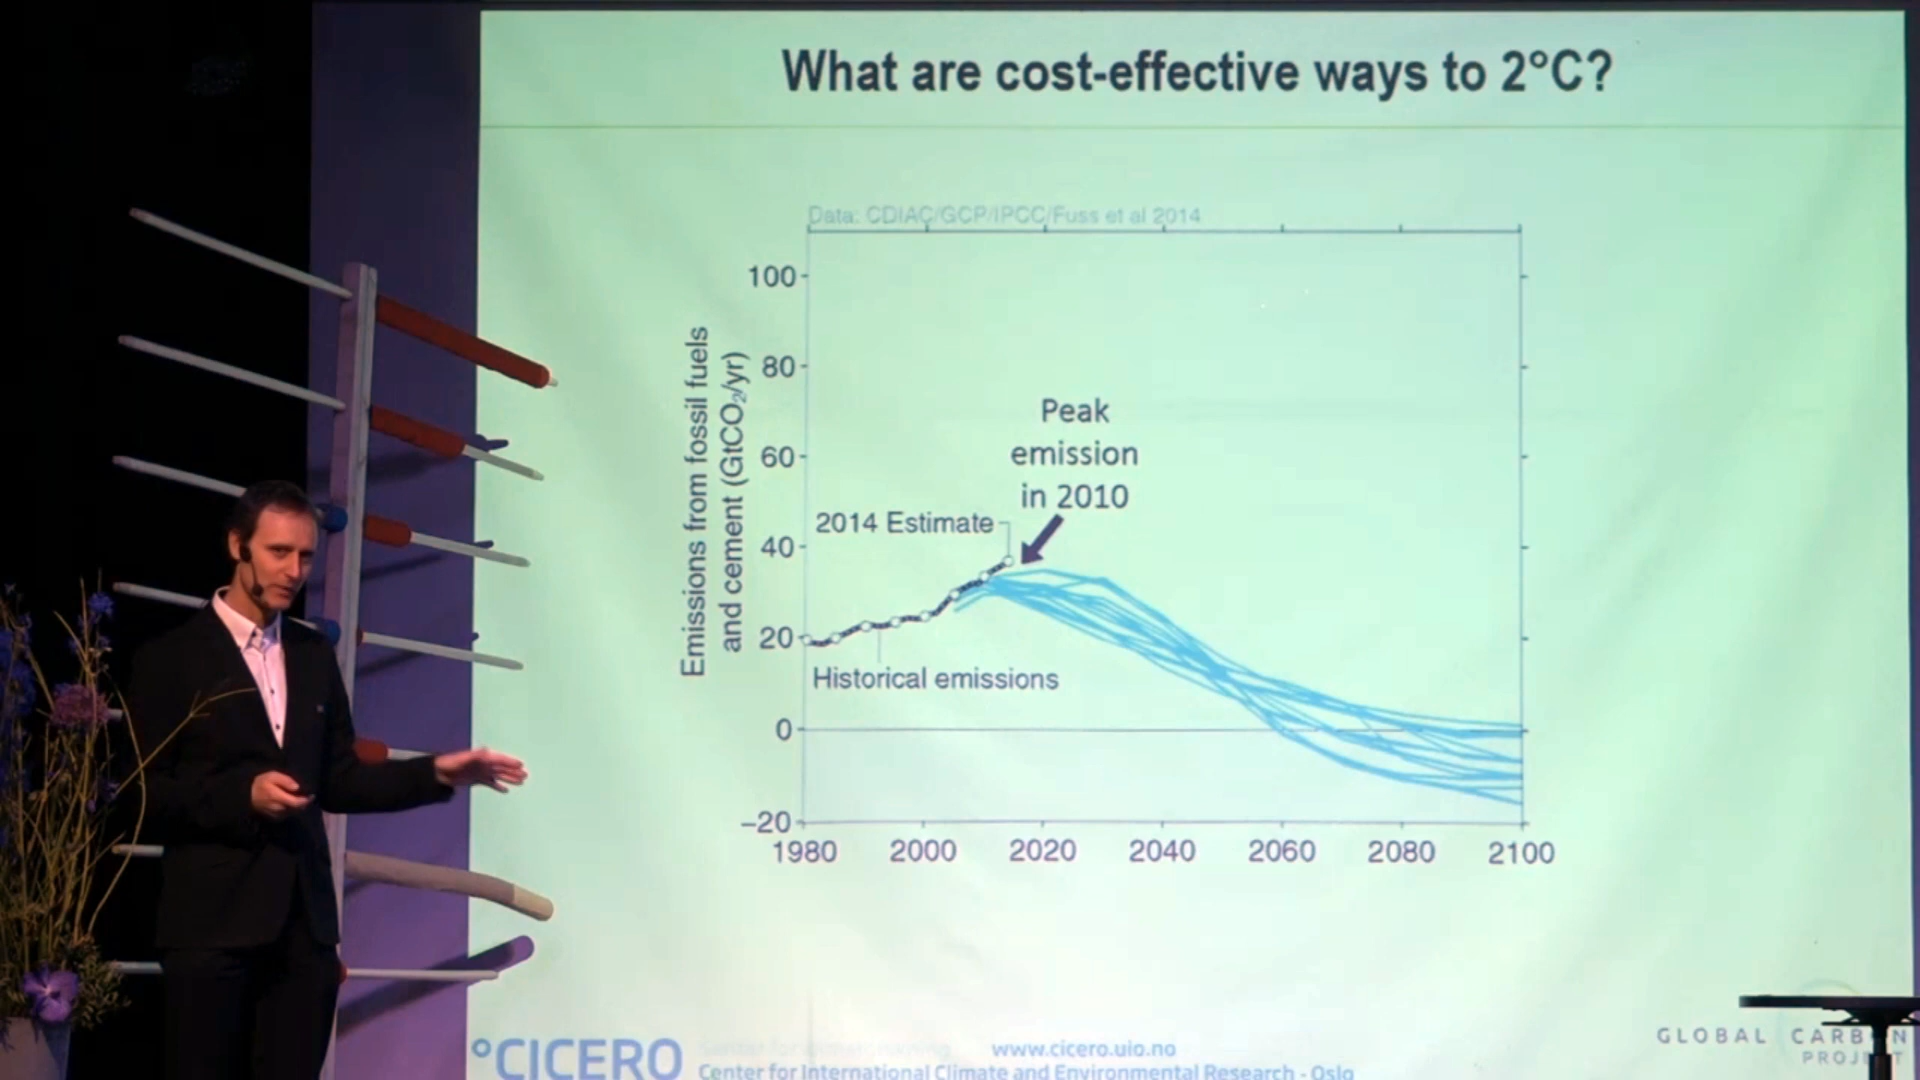 What are cost-effective ways to 2°C?
Data: CDIAC/GCP/IPCC/Fuss et al 2014
100
80
60
40
20
0
–20
Emissions from fossil fuels
and cement (GtCO₂/yr)
Peak
emission
in 2010
2014 Estimate
Historical emissions
1980 2000 2020 2040 2060 2080 2100
°CICERO
www.cicero.uio.no
Center for International Climate and Environmental Research - Oslo
GLOBAL CARB N
PROJ